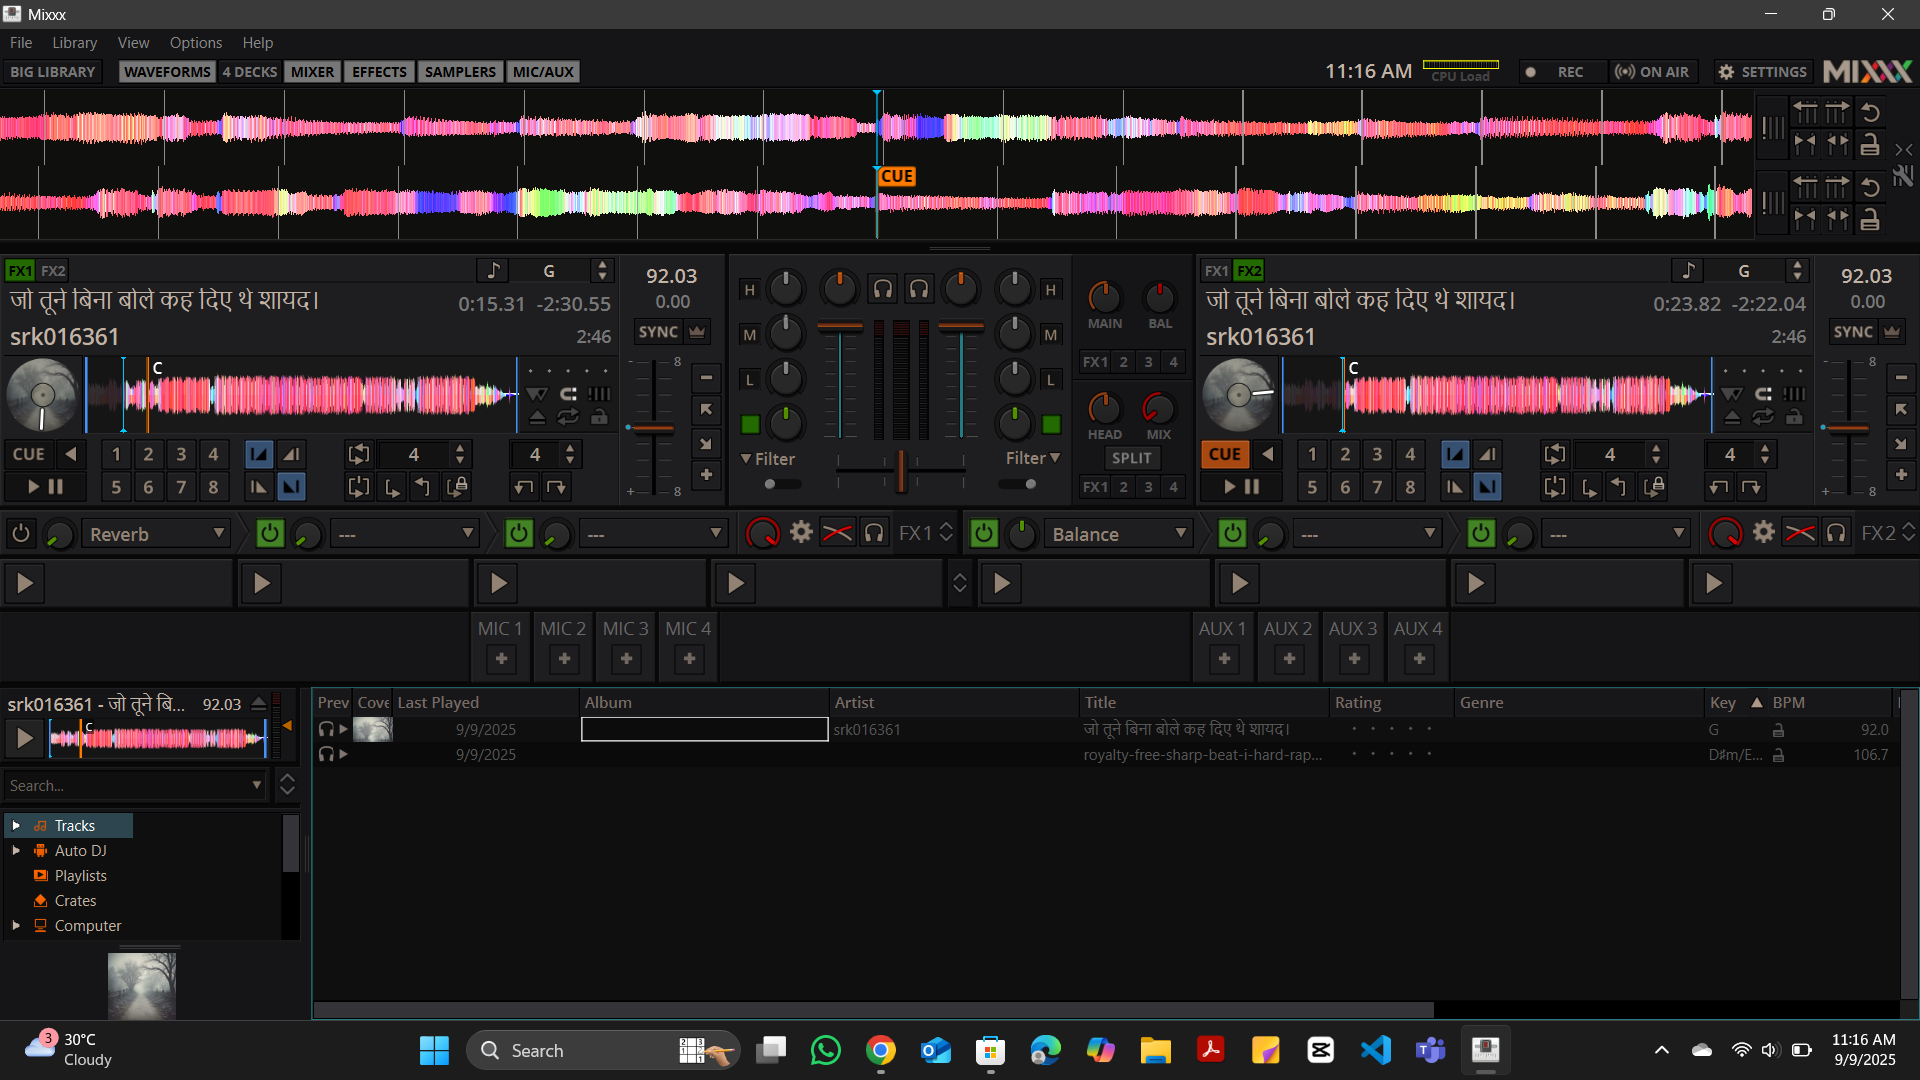 Mixxx
File Library View Options Help
BIG LIBRARY WAVEFORMS 4 DECKS MIXER EFFECTS SAMPLERS MIC/AUX 11:16 AM CPU Load REC ON AIR SETTINGS MIXXX
CUE
FX1 FX2 G 92.03
जो तूने बिना बोले कह दिए थे शायद। 0:15.31 -2:30.55 0.00
srk016361 2:46 SYNC
C 8
CUE 1 2 3 4 4 4
5 6 7 8 8
H H
M M
L L
Filter Filter
MAIN BAL
FX1 2 3 4
HEAD MIX
SPLIT
FX1 2 3 4
FX1 FX2 G 92.03
जो तूने बिना बोले कह दिए थे शायद। 0:23.82 -2:22.04 0.00
srk016361 2:46 SYNC
C 8
CUE 1 2 3 4 4 4
5 6 7 8 8
Reverb --- --- FX1 Balance --- --- FX2
MIC 1 MIC 2 MIC 3 MIC 4 AUX 1 AUX 2 AUX 3 AUX 4
srk016361 - जो तूने बि... 92.03
C
Search...
Tracks
Auto DJ
Playlists
Crates
Computer
Prev Cove Last Played Album Artist Title Rating Genre Key BPM
9/9/2025 srk016361 जो तूने बिना बोले कह दिए थे शायद। G 92.0
9/9/2025 royalty-free-sharp-beat-i-hard-rap... D♯m/E... 106.7
3 30°C
Cloudy
Search
11:16 AM
9/9/2025